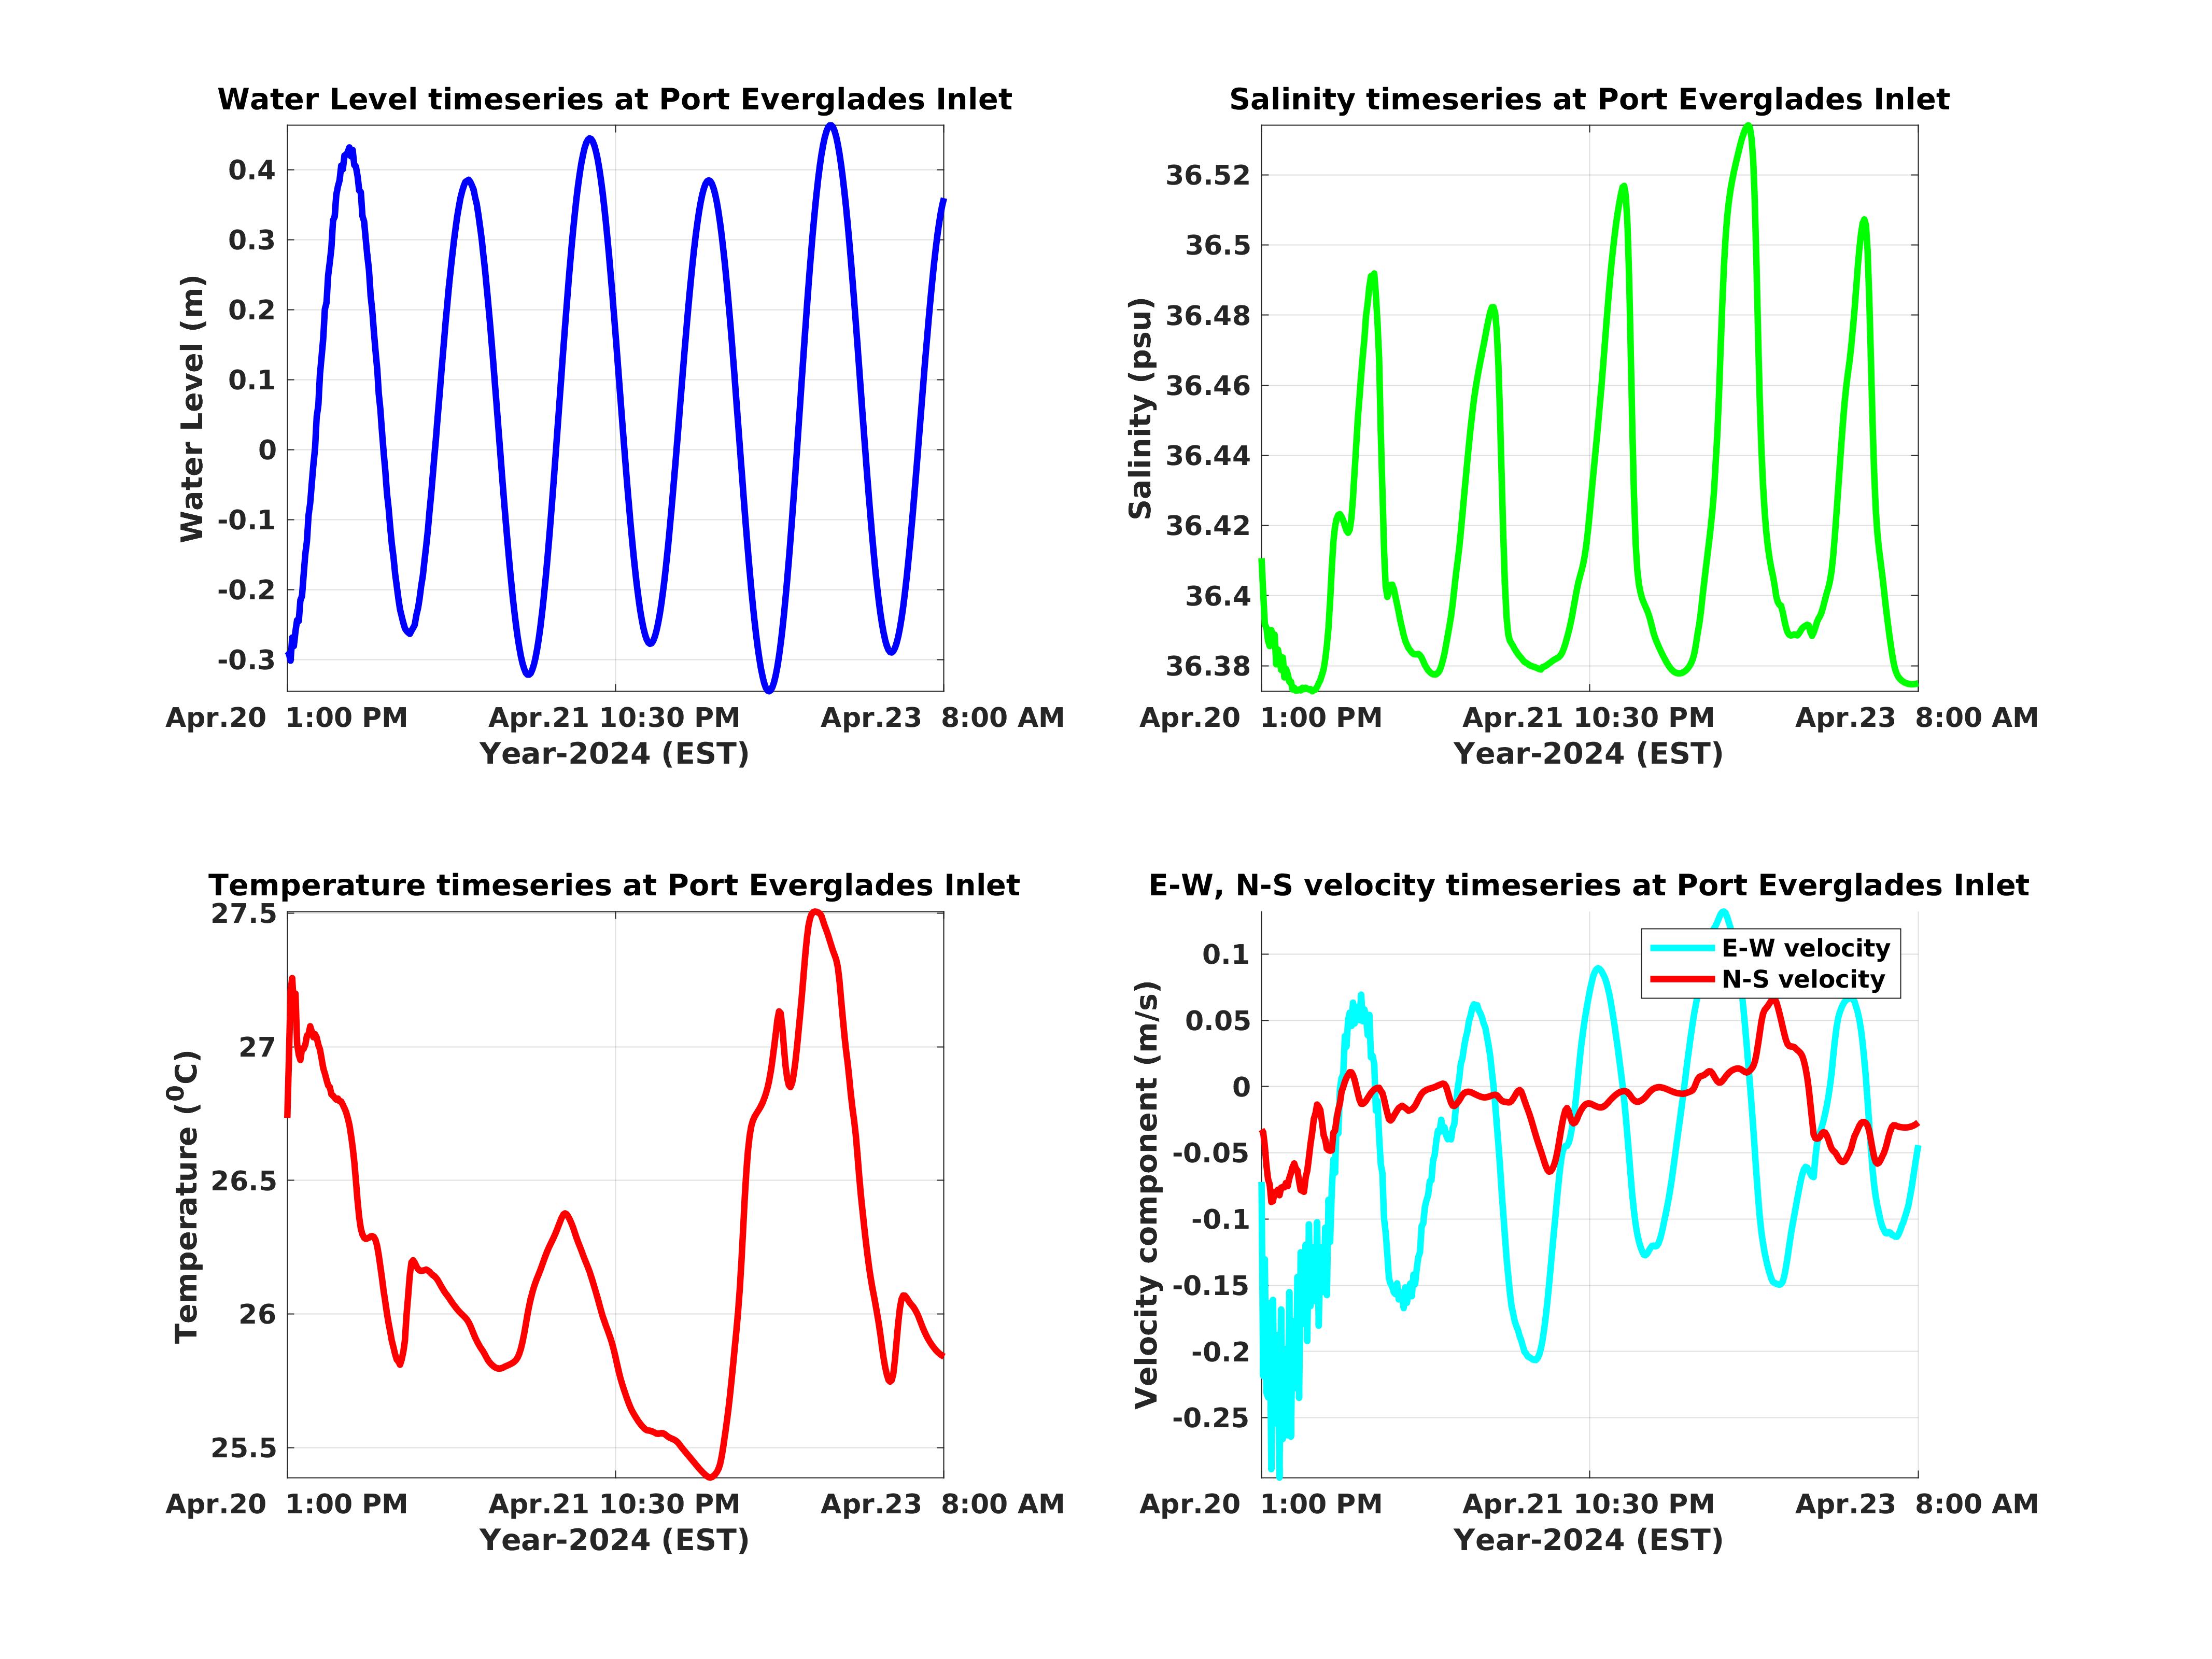 Water Level timeseries at Port Everglades Inlet
0.4
0.3
0.2
0.1
0
-0.1
-0.2
-0.3
Water Level (m)
Apr.20 1:00 PM
Apr.21 10:30 PM
Apr.23 8:00 AM
Year-2024 (EST)
Salinity timeseries at Port Everglades Inlet
36.52
36.5
36.48
36.46
36.44
36.42
36.4
36.38
Salinity (psu)
Apr.20 1:00 PM
Apr.21 10:30 PM
Apr.23 8:00 AM
Year-2024 (EST)
Temperature timeseries at Port Everglades Inlet
27.5
27
26.5
26
25.5
Temperature (⁰C)
Apr.20 1:00 PM
Apr.21 10:30 PM
Apr.23 8:00 AM
Year-2024 (EST)
E-W, N-S velocity timeseries at Port Everglades Inlet
0.1
0.05
0
-0.05
-0.1
-0.15
-0.2
-0.25
Velocity component (m/s)
E-W velocity
N-S velocity
Apr.20 1:00 PM
Apr.21 10:30 PM
Apr.23 8:00 AM
Year-2024 (EST)